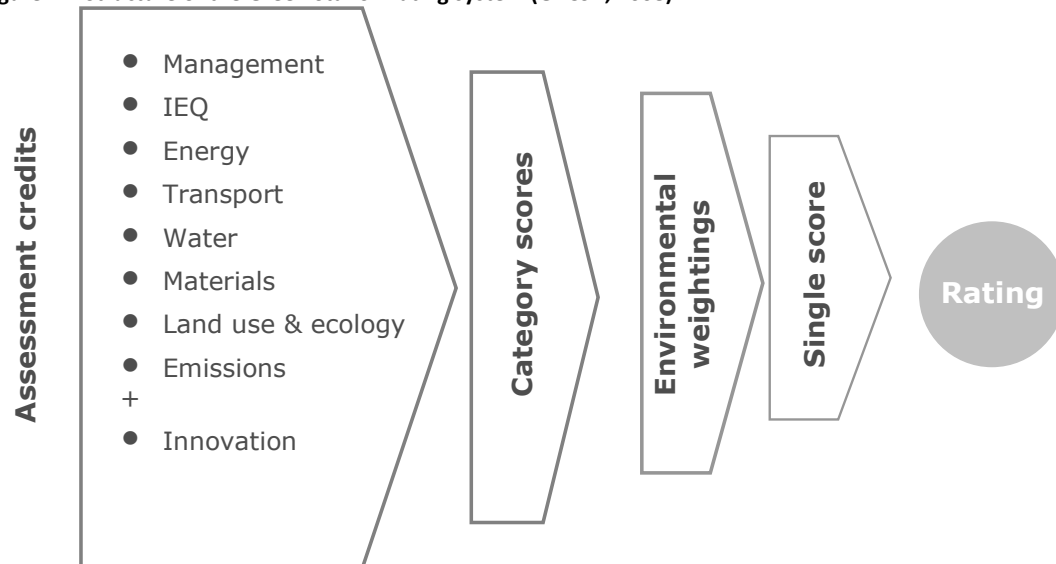 Assessment credits
● Management
● IEQ
● Energy
● Transport
● Water
● Materials
● Land use & ecology
● Emissions
+
● Innovation
Category scores
Environmental
weightings
Single score
Rating